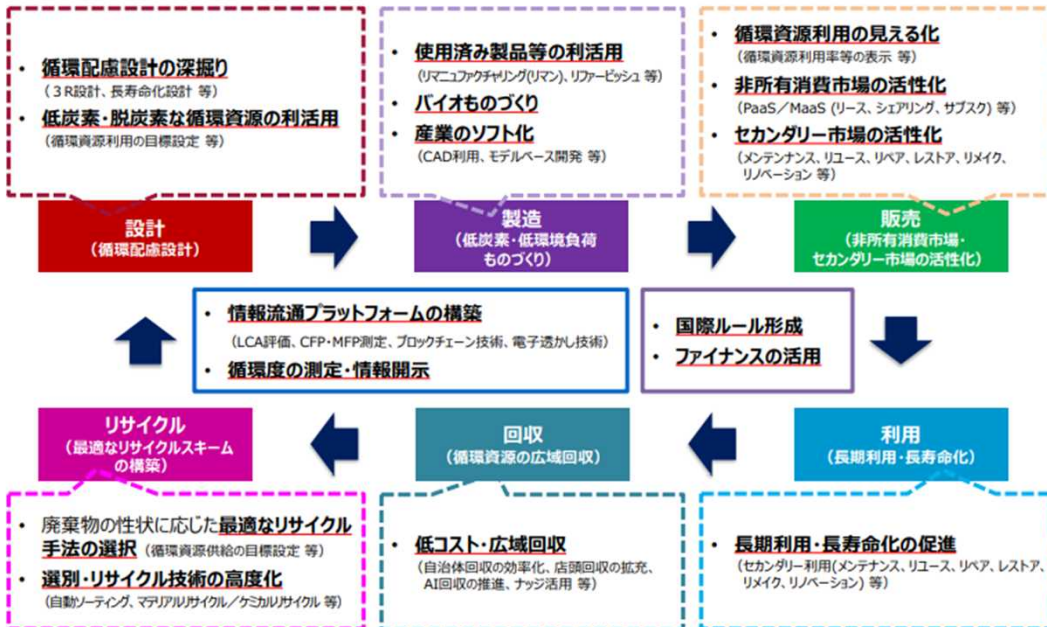 • 循環配慮設計の深掘り
（３R設計、長寿命化設計 等）
• 低炭素・脱炭素な循環資源の利活用
（循環資源利用の目標設定 等）
• 使用済み製品等の利活用
（リマニュファクチャリング(リマン）、リファービッシュ 等）
• バイオものづくり
• 産業のソフト化
（CAD利用、モデルベース開発 等）
• 循環資源利用の見える化
（循環資源利用率等の表示 等）
• 非所有消費市場の活性化
（PaaS／MaaS (リース、シェアリング、サブスク) 等）
• セカンダリー市場の活性化
（メンテンナンス、リユース、リペア、レストア、リメイク、
リノベーション 等）
設計
（循環配慮設計）
製造
（低炭素・低環境負荷
ものづくり）
販売
（非所有消費市場・
セカンダリー市場の活性化）
• 情報流通プラットフォームの構築
（LCA評価、CFP・MFP測定、ブロックチェーン技術、電子透かし技術）
• 循環度の測定・情報開示
• 国際ルール形成
• ファイナンスの活用
リサイクル
（最適なリサイクルスキーム
の構築）
回収
（循環資源の広域回収）
利用
（長期利用・長寿命化）
• 廃棄物の性状に応じた最適なリサイクル
手法の選択（循環資源供給の目標設定 等）
• 選別・リサイクル技術の高度化
（自動ソーティング、マテリアルリサイクル／ケミカルリサイクル 等）
• 低コスト・広域回収
（自治体回収の効率化、店頭回収の拡充、
AI回収の推進、ナッジ活用 等）
• 長期利用・長寿命化の促進
（セカンダリー利用(メンテナンス、リユース、リペア、レストア、
リメイク、リノベーション) 等）